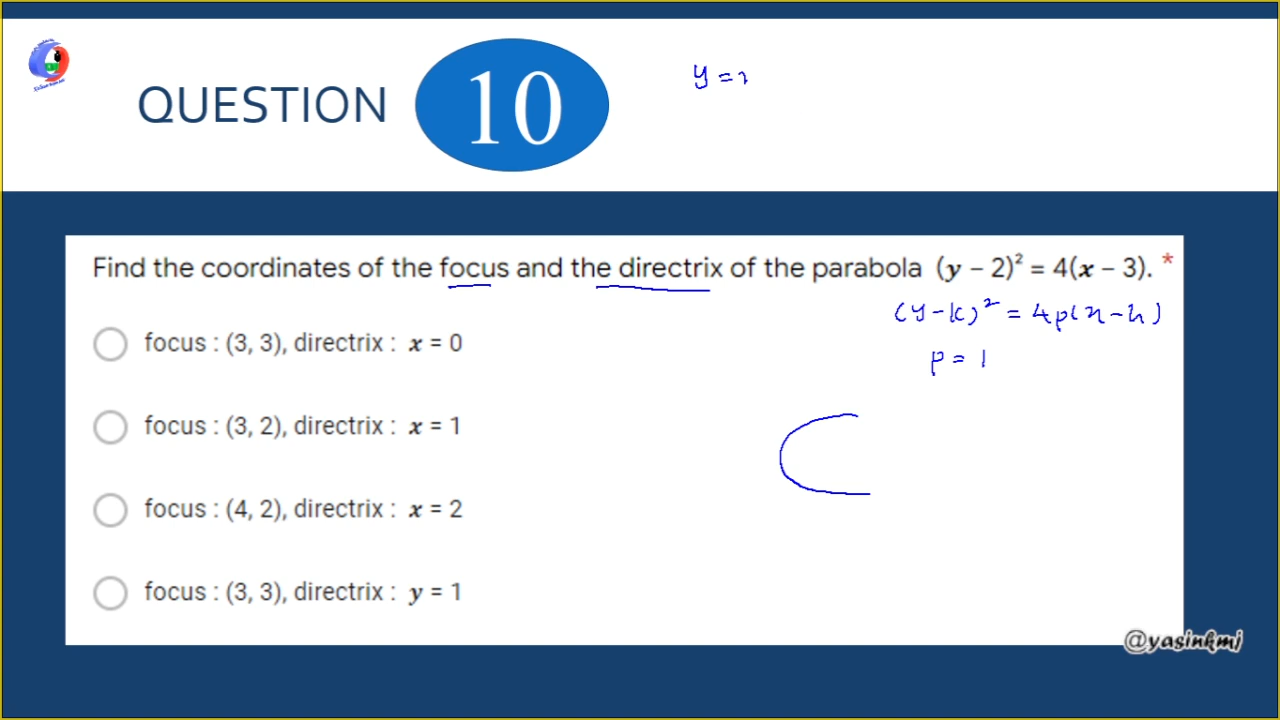 QUESTION 10
y =
Find the coordinates of the focus and the directrix of the parabola (y − 2)² = 4(x − 3). *
(y-k)² = 4p(x-h)
p = 1
focus : (3, 3), directrix : x = 0
focus : (3, 2), directrix : x = 1
focus : (4, 2), directrix : x = 2
focus : (3, 3), directrix : y = 1
@yasinkmj